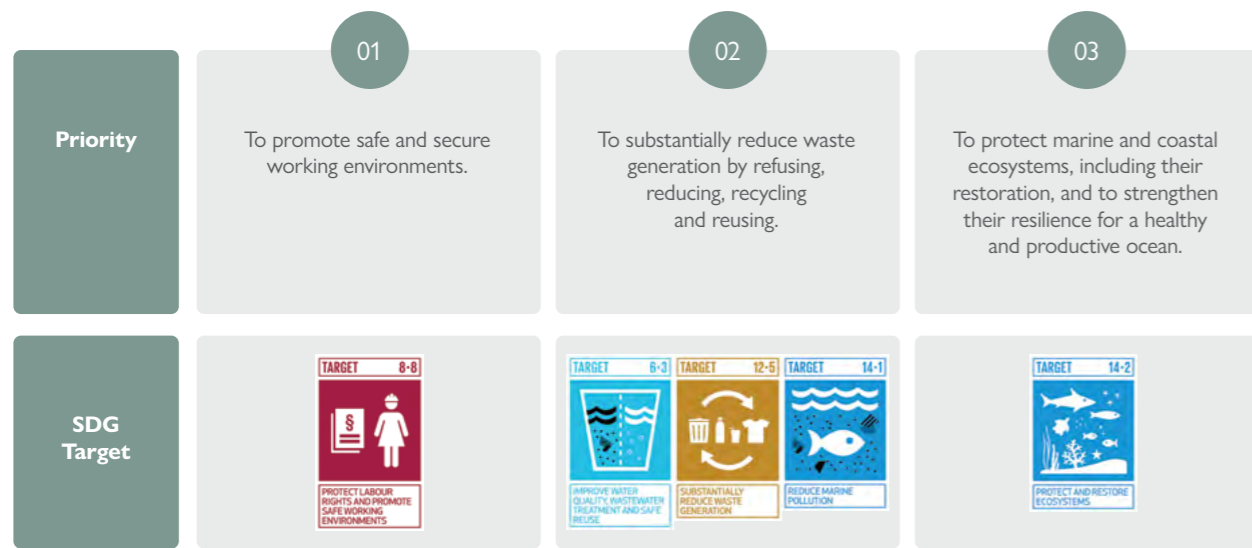 01
02
03
Priority
To promote safe and secure
working environments.
To substantially reduce waste
generation by refusing,
reducing, recycling
and reusing.
To protect marine and coastal
ecosystems, including their
restoration, and to strengthen
their resilience for a healthy
and productive ocean.
SDG
Target
TARGET 8·8
§
PROTECT LABOUR
RIGHTS AND PROMOTE
SAFE WORKING
ENVIRONMENTS
TARGET 6·3
IMPROVE WATER
QUALITY, WASTEWATER
TREATMENT AND SAFE
REUSE
TARGET 12·5
SUBSTANTIALLY
REDUCE WASTE
GENERATION
TARGET 14·1
REDUCE MARINE
POLLUTION
TARGET 14·2
PROTECT AND RESTORE
ECOSYSTEMS